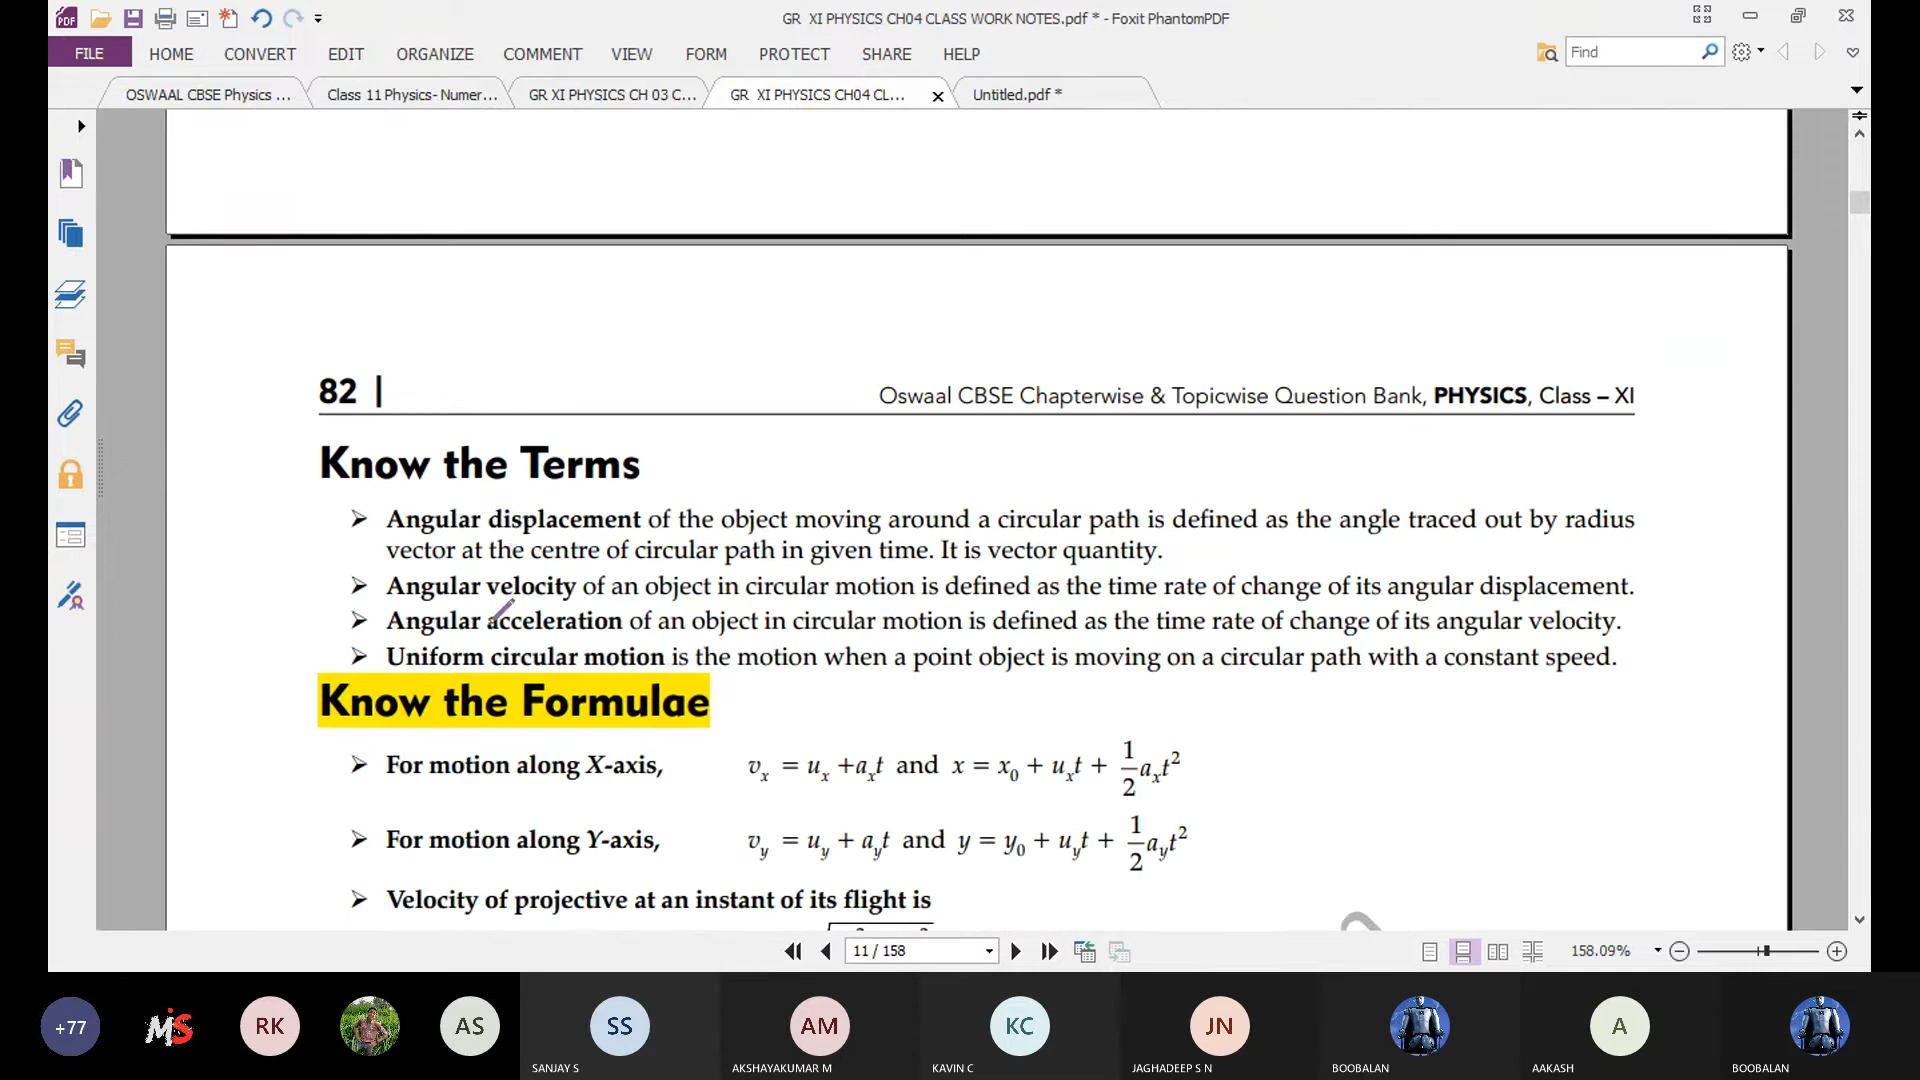 GR XI PHYSICS CH04 CLASS WORK NOTES.pdf * - Foxit PhantomPDF
FILE HOME CONVERT EDIT ORGANIZE COMMENT VIEW FORM PROTECT SHARE HELP Find
OSWAAL CBSE Physics ... Class 11 Physics- Numer... GR XI PHYSICS CH 03 C... GR XI PHYSICS CH04 CL... Untitled.pdf *
82 | Oswaal CBSE Chapterwise & Topicwise Question Bank, PHYSICS, Class – XI
Know the Terms
➢ Angular displacement of the object moving around a circular path is defined as the angle traced out by radius
vector at the centre of circular path in given time. It is vector quantity.
➢ Angular velocity of an object in circular motion is defined as the time rate of change of its angular displacement.
➢ Angular acceleration of an object in circular motion is defined as the time rate of change of its angular velocity.
➢ Uniform circular motion is the motion when a point object is moving on a circular path with a constant speed.
Know the Formulae
➢ For motion along X-axis, vₓ = uₓ +aₓt and x = x₀ + uₓt + 1/2 aₓt²
➢ For motion along Y-axis, v_y = u_y + a_yt and y = y₀ + u_yt + 1/2 a_yt²
➢ Velocity of projective at an instant of its flight is
11 / 158 158.09%
+77 MS RK AS SS AM KC JN A
SANJAY S AKSHAYAKUMAR M KAVIN C JAGHADEEP S N BOOBALAN AAKASH BOOBALAN